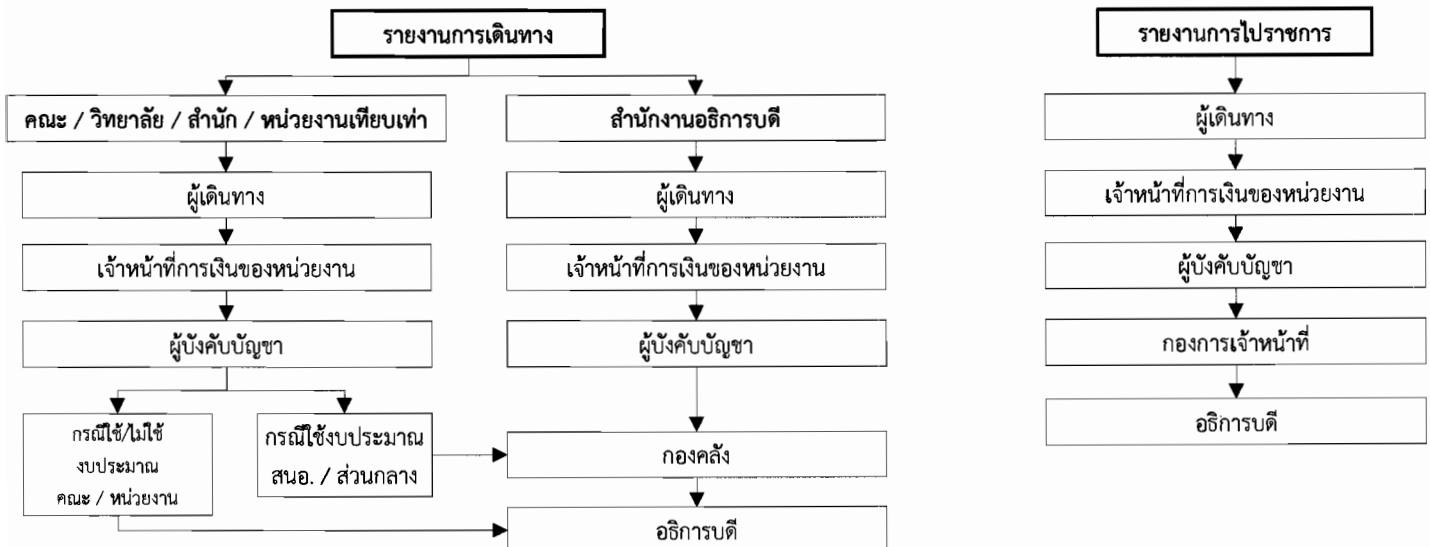 รายงานการเดินทาง
คณะ / วิทยาลัย / สำนัก / หน่วยงานเทียบเท่า
ผู้เดินทาง
เจ้าหน้าที่การเงินของหน่วยงาน
ผู้บังคับบัญชา
กรณีใช้/ไม่ใช้
งบประมาณ
คณะ / หน่วยงาน
กรณีใช้งบประมาณ
สนอ. / ส่วนกลาง
สำนักงานอธิการบดี
ผู้เดินทาง
เจ้าหน้าที่การเงินของหน่วยงาน
ผู้บังคับบัญชา
กองคลัง
อธิการบดี
รายงานการไปราชการ
ผู้เดินทาง
เจ้าหน้าที่การเงินของหน่วยงาน
ผู้บังคับบัญชา
กองการเจ้าหน้าที่
อธิการบดี